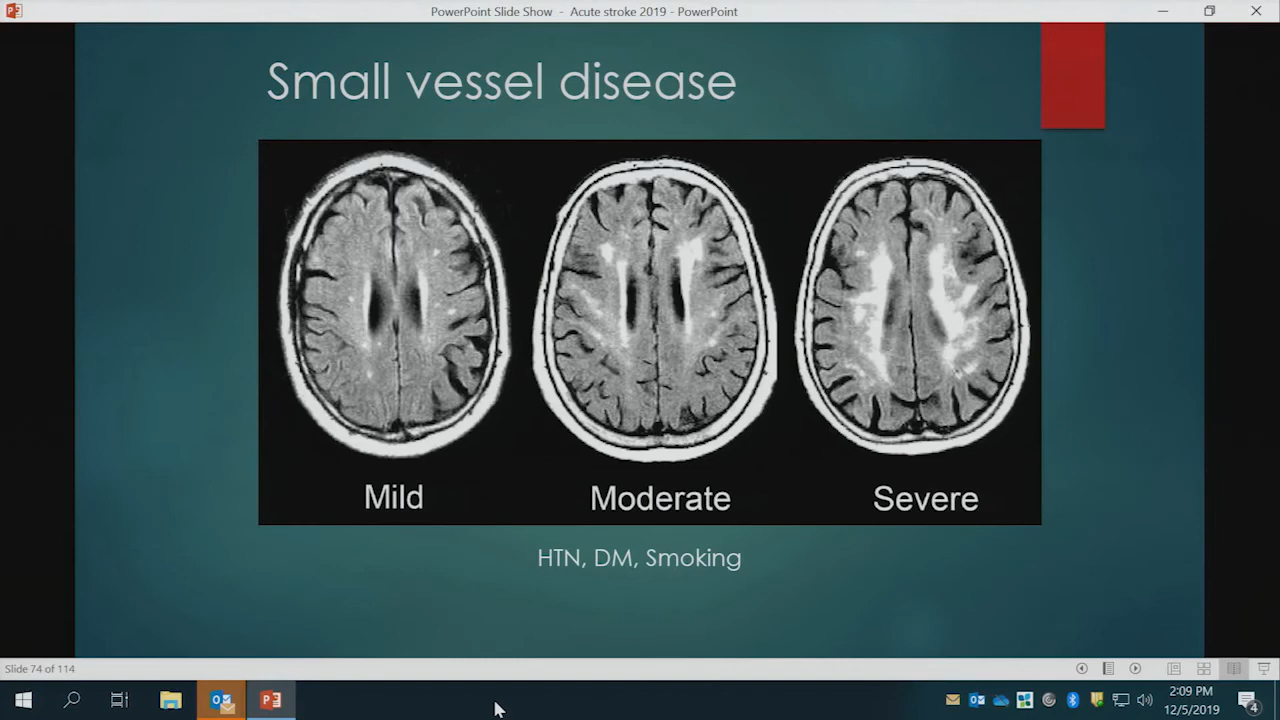 PowerPoint Slide Show - Acute stroke 2019 - PowerPoint
Small vessel disease
Mild
Moderate
Severe
HTN, DM, Smoking
Slide 74 of 114
2:09 PM
12/5/2019
4